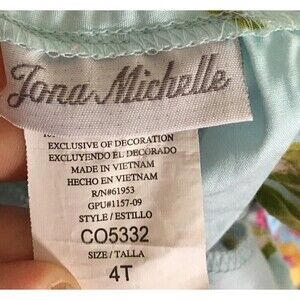 Jona Michelle
EXCLUSIVE OF DECORATION
EXCLUYENDO EL DECORADO
MADE IN VIETNAM
HECHO EN VIETNAM
R/N#61953
GPU#1157-09
STYLE / ESTILLO
CO5332
SIZE / TALLA
4T